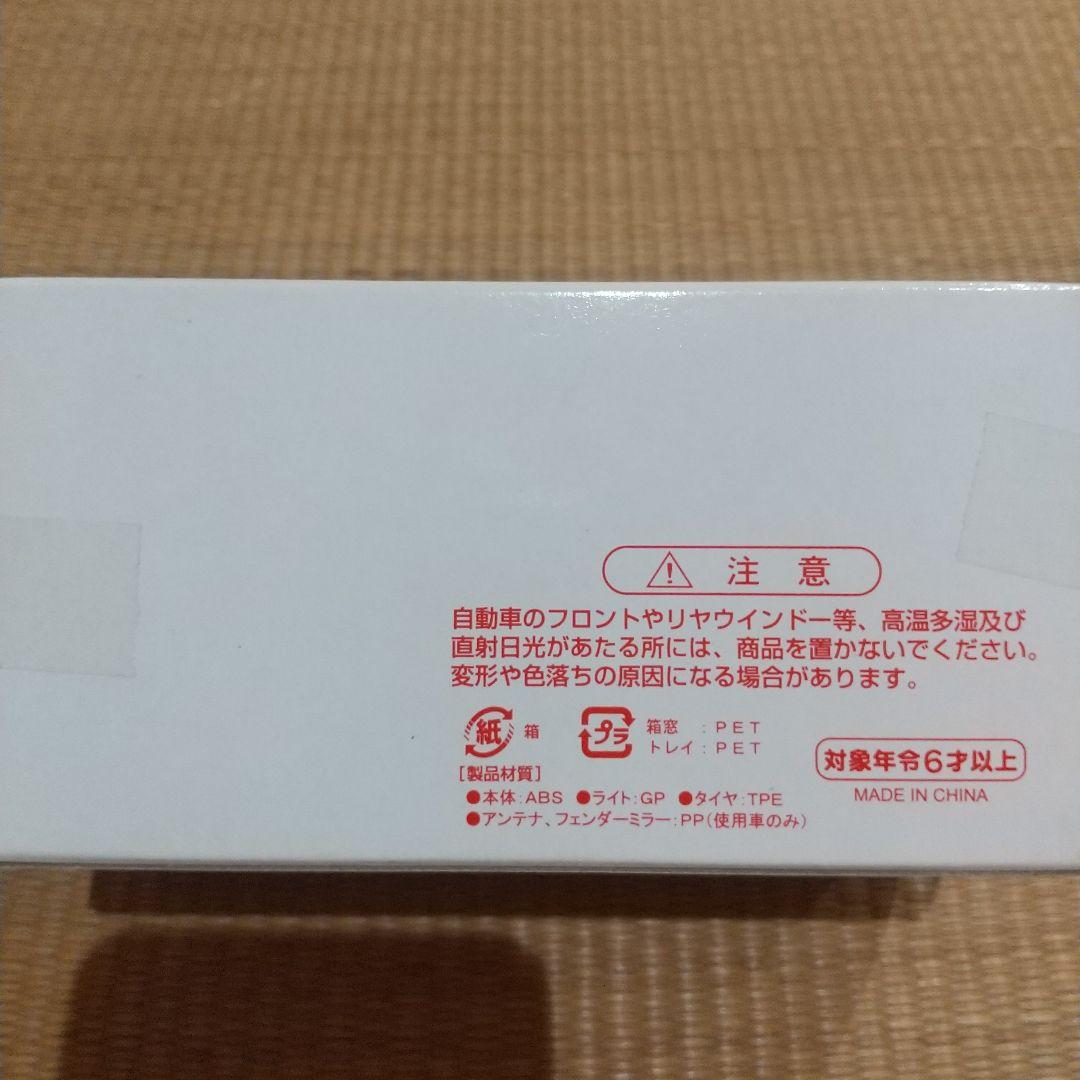 注意
自動車のフロントやリヤウインドー等、高温多湿及び
直射日光があたる所には、商品を置かないでください。
変形や色落ちの原因になる場合があります。
紙 箱 プラ 箱窓：PET
トレイ：PET
対象年令6才以上
[製品材質]
MADE IN CHINA
●本体：ABS ●ライト：GP ●タイヤ：TPE
●アンテナ、フェンダーミラー：PP（使用車のみ）